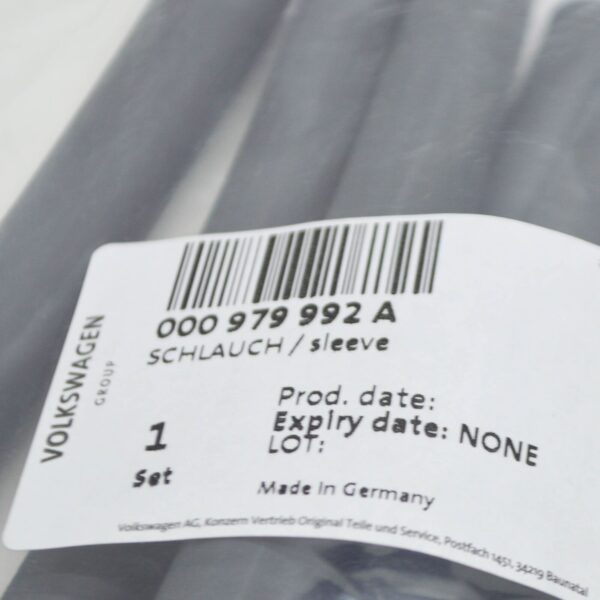 000 979 992 A
SCHLAUCH / sleeve
VOLKSWAGEN
GROUP
1
Set
Prod. date:
Expiry date: NONE
LOT:
Made in Germany
Volkswagen AG, Konzern Vertrieb Original Teile und Service, Postfach 1451, 34219 Baunatal